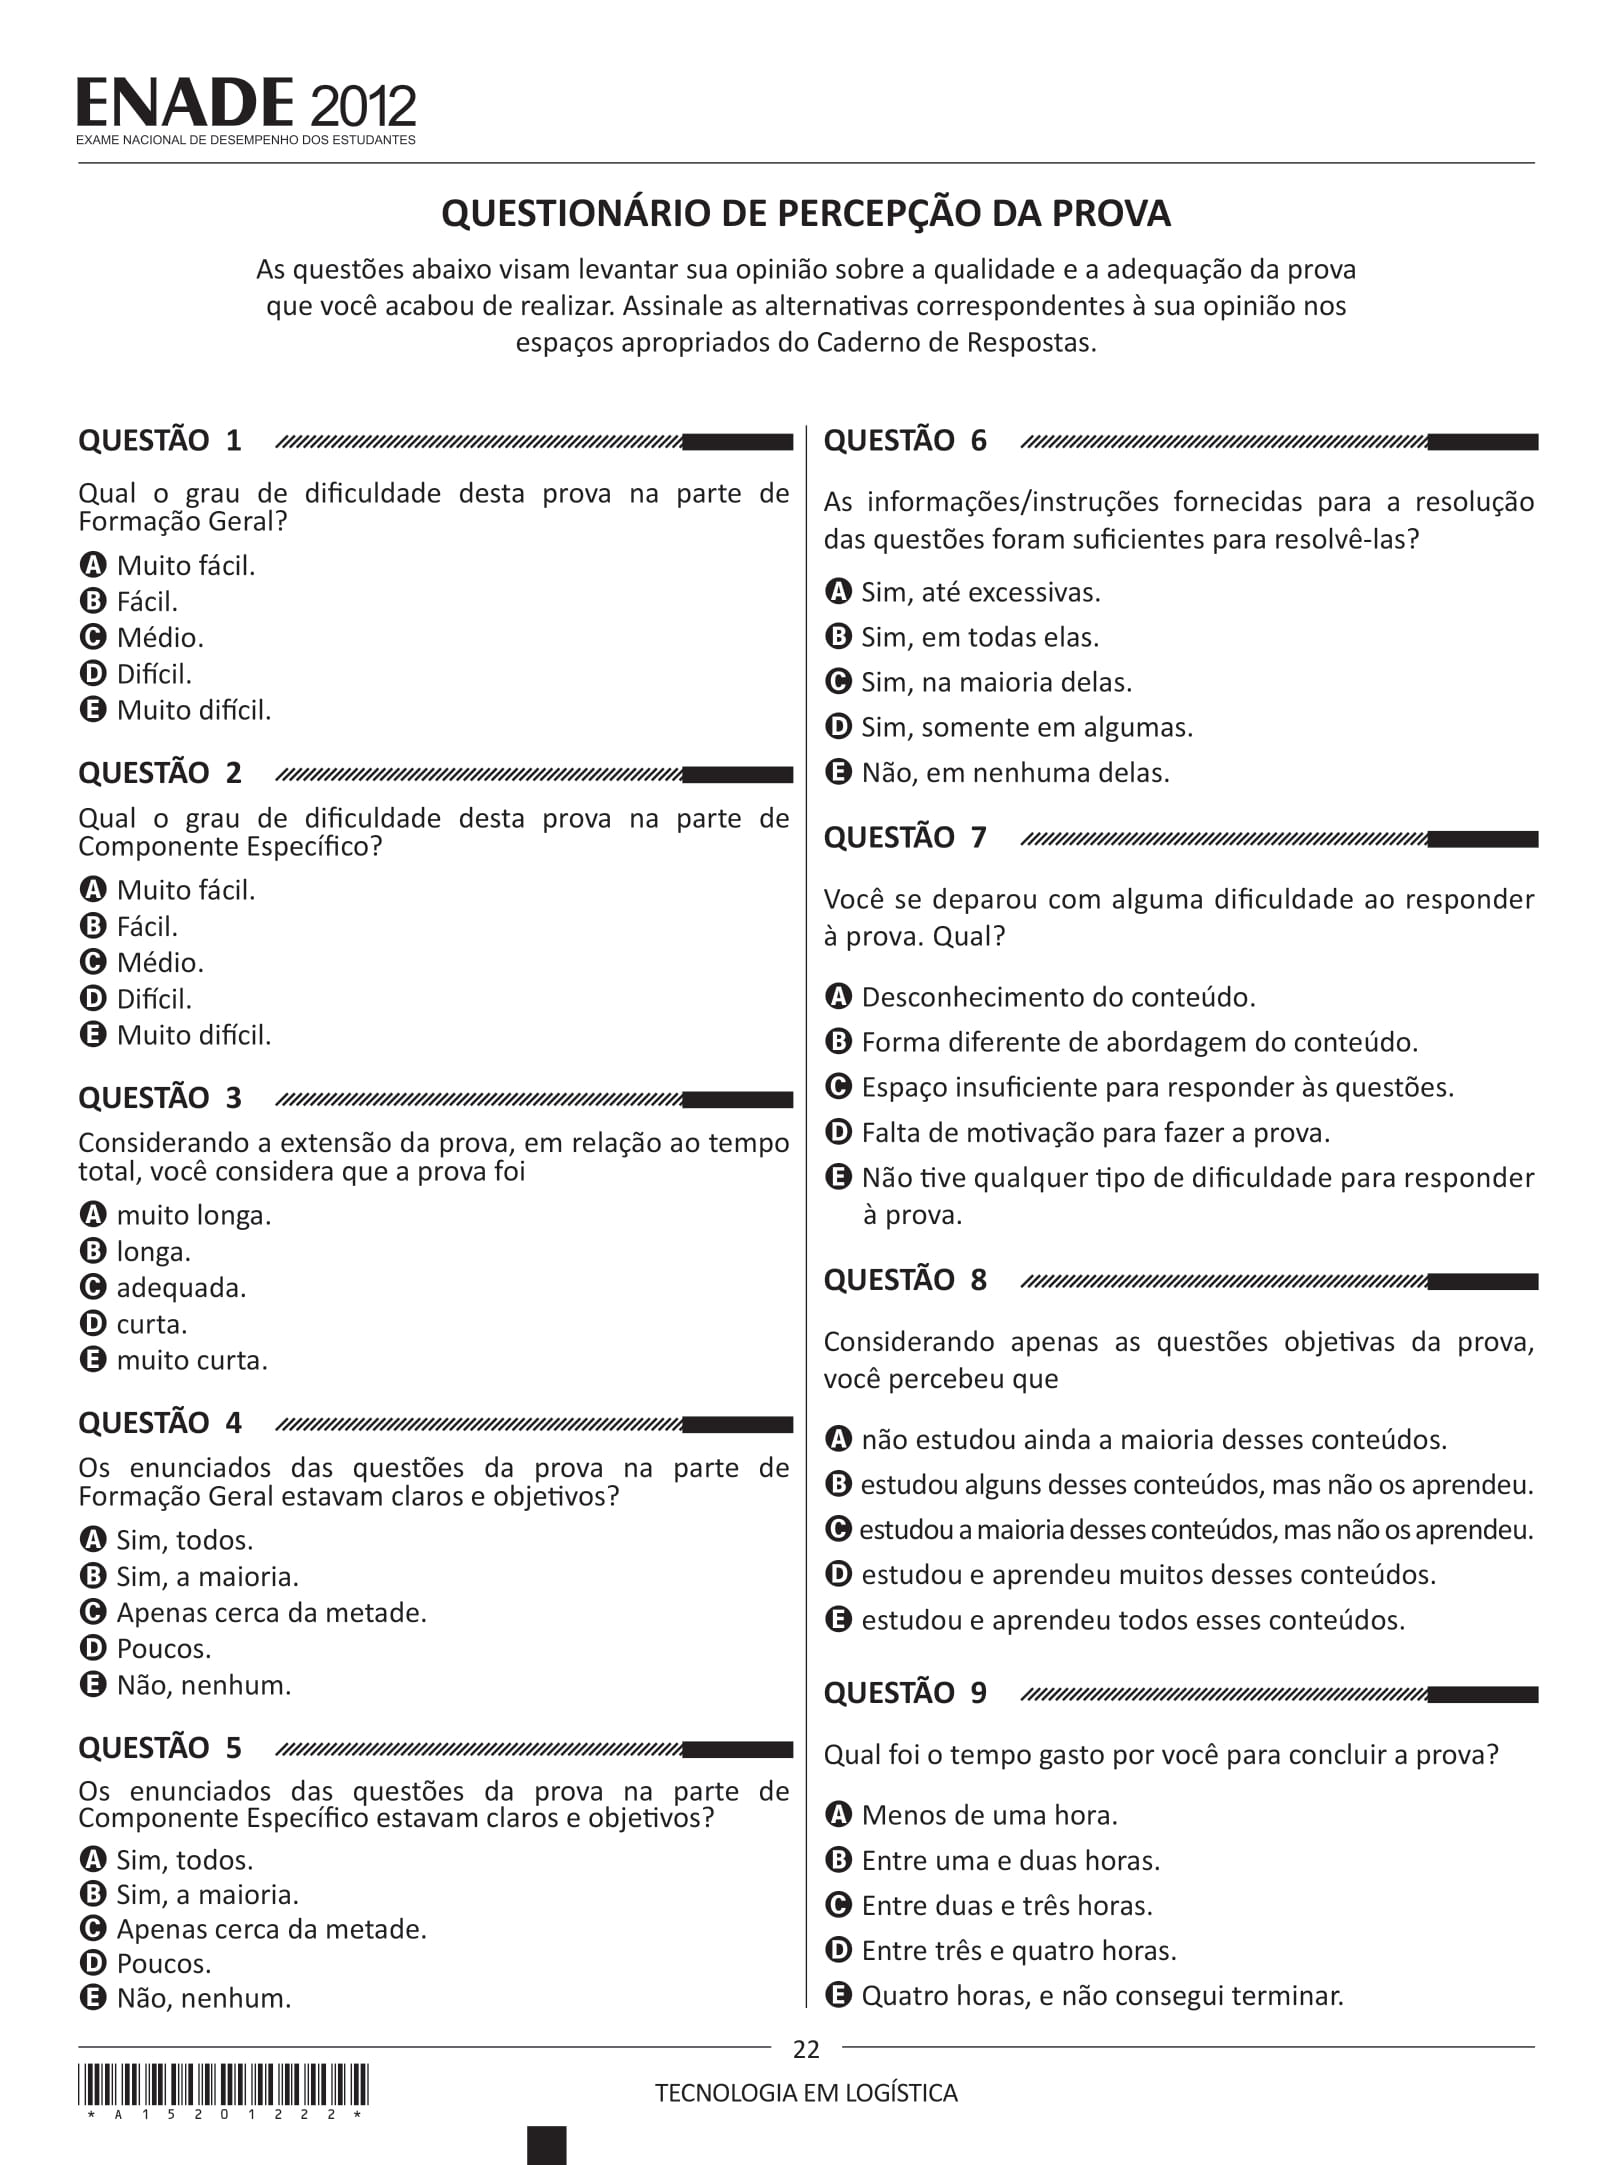 ENADE 2012
EXAME NACIONAL DE DESEMPENHO DOS ESTUDANTES
QUESTIONÁRIO DE PERCEPÇÃO DA PROVA
As questões abaixo visam levantar sua opinião sobre a qualidade e a adequação da prova
que você acabou de realizar. Assinale as alternativas correspondentes à sua opinião nos
espaços apropriados do Caderno de Respostas.
QUESTÃO 1
Qual o grau de dificuldade desta prova na parte de
Formação Geral?
A Muito fácil.
B Fácil.
C Médio.
D Difícil.
E Muito difícil.
QUESTÃO 2
Qual o grau de dificuldade desta prova na parte de
Componente Específico?
A Muito fácil.
B Fácil.
C Médio.
D Difícil.
E Muito difícil.
QUESTÃO 3
Considerando a extensão da prova, em relação ao tempo
total, você considera que a prova foi
A muito longa.
B longa.
C adequada.
D curta.
E muito curta.
QUESTÃO 4
Os enunciados das questões da prova na parte de
Formação Geral estavam claros e objetivos?
A Sim, todos.
B Sim, a maioria.
C Apenas cerca da metade.
D Poucos.
E Não, nenhum.
QUESTÃO 5
Os enunciados das questões da prova na parte de
Componente Específico estavam claros e objetivos?
A Sim, todos.
B Sim, a maioria.
C Apenas cerca da metade.
D Poucos.
E Não, nenhum.
QUESTÃO 6
As informações/instruções fornecidas para a resolução
das questões foram suficientes para resolvê-las?
A Sim, até excessivas.
B Sim, em todas elas.
C Sim, na maioria delas.
D Sim, somente em algumas.
E Não, em nenhuma delas.
QUESTÃO 7
Você se deparou com alguma dificuldade ao responder
à prova. Qual?
A Desconhecimento do conteúdo.
B Forma diferente de abordagem do conteúdo.
C Espaço insuficiente para responder às questões.
D Falta de motivação para fazer a prova.
E Não tive qualquer tipo de dificuldade para responder
à prova.
QUESTÃO 8
Considerando apenas as questões objetivas da prova,
você percebeu que
A não estudou ainda a maioria desses conteúdos.
B estudou alguns desses conteúdos, mas não os aprendeu.
C estudou a maioria desses conteúdos, mas não os aprendeu.
D estudou e aprendeu muitos desses conteúdos.
E estudou e aprendeu todos esses conteúdos.
QUESTÃO 9
Qual foi o tempo gasto por você para concluir a prova?
A Menos de uma hora.
B Entre uma e duas horas.
C Entre duas e três horas.
D Entre três e quatro horas.
E Quatro horas, e não consegui terminar.
22
TECNOLOGIA EM LOGÍSTICA
* A 1 5 2 0 1 2 2 2 *